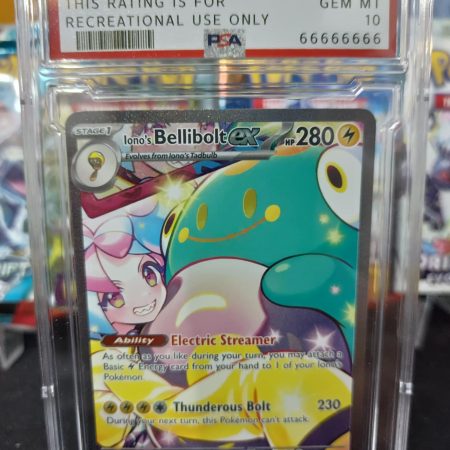 THIS RATING IS FOR
RECREATIONAL USE ONLY
GEM MT
10
PSA
66666666
STAGE 1
Iono's Bellibolt ex HP 280
Evolves from Iono's Tadbulb
Ability Electric Streamer
As often as you like during your turn, you may attach a
Basic Energy card from your hand to 1 of your Iono's
Pokémon.
Thunderous Bolt 230
During your next turn, this Pokémon can't attack.